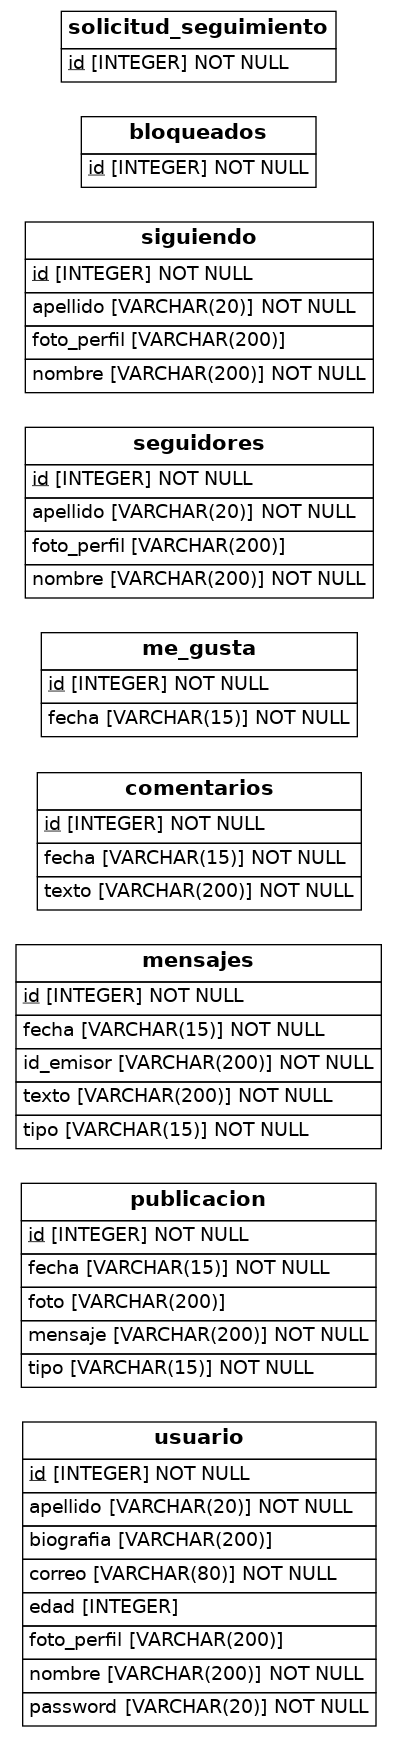 solicitud_seguimiento
id [INTEGER] NOT NULL
bloqueados
id [INTEGER] NOT NULL
siguiendo
id [INTEGER] NOT NULL
apellido [VARCHAR(20)] NOT NULL
foto_perfil [VARCHAR(200)]
nombre [VARCHAR(200)] NOT NULL
seguidores
id [INTEGER] NOT NULL
apellido [VARCHAR(20)] NOT NULL
foto_perfil [VARCHAR(200)]
nombre [VARCHAR(200)] NOT NULL
me_gusta
id [INTEGER] NOT NULL
fecha [VARCHAR(15)] NOT NULL
comentarios
id [INTEGER] NOT NULL
fecha [VARCHAR(15)] NOT NULL
texto [VARCHAR(200)] NOT NULL
mensajes
id [INTEGER] NOT NULL
fecha [VARCHAR(15)] NOT NULL
id_emisor [VARCHAR(200)] NOT NULL
texto [VARCHAR(200)] NOT NULL
tipo [VARCHAR(15)] NOT NULL
publicacion
id [INTEGER] NOT NULL
fecha [VARCHAR(15)] NOT NULL
foto [VARCHAR(200)]
mensaje [VARCHAR(200)] NOT NULL
tipo [VARCHAR(15)] NOT NULL
usuario
id [INTEGER] NOT NULL
apellido [VARCHAR(20)] NOT NULL
biografia [VARCHAR(200)]
correo [VARCHAR(80)] NOT NULL
edad [INTEGER]
foto_perfil [VARCHAR(200)]
nombre [VARCHAR(200)] NOT NULL
password [VARCHAR(20)] NOT NULL